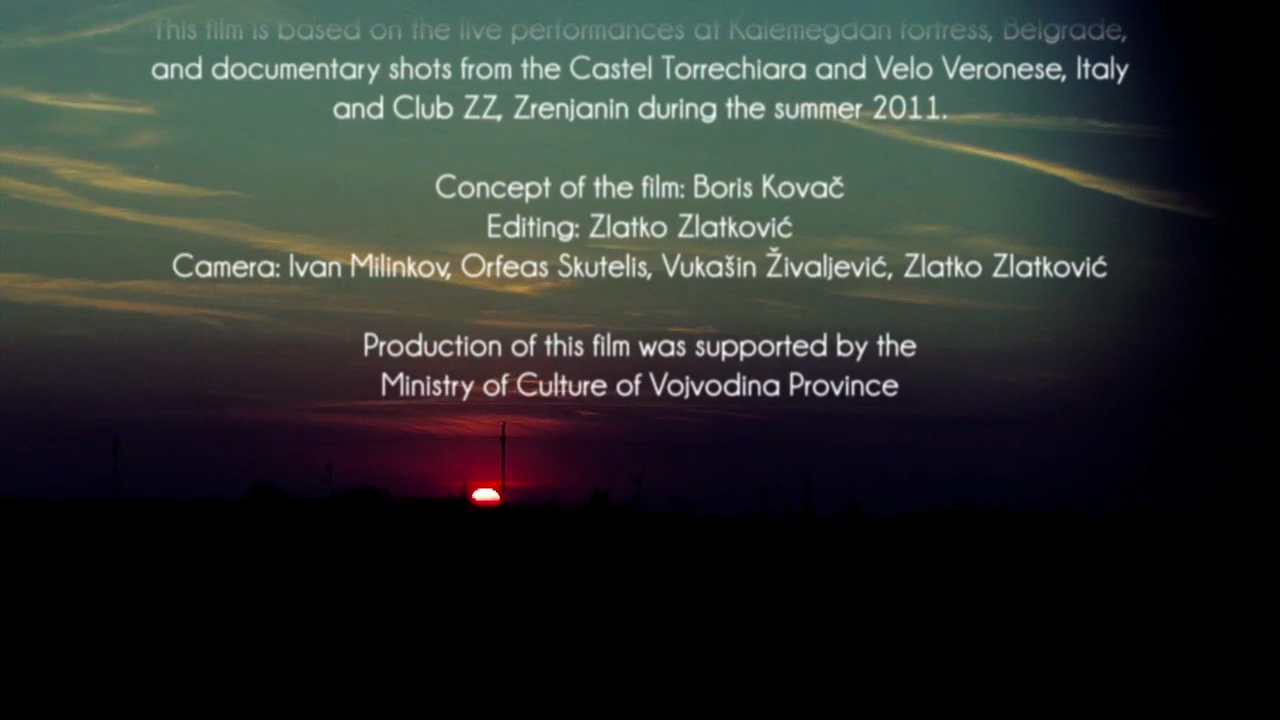 This film is based on the live performances at Kalemegdan fortress, Belgrade,
and documentary shots from the Castel Torrechiara and Velo Veronese, Italy
and Club ZZ, Zrenjanin during the summer 2011.
Concept of the film: Boris Kovač
Editing: Zlatko Zlatković
Camera: Ivan Milinkov, Orfeas Skutelis, Vukašin Živaljević, Zlatko Zlatković
Production of this film was supported by the
Ministry of Culture of Vojvodina Province